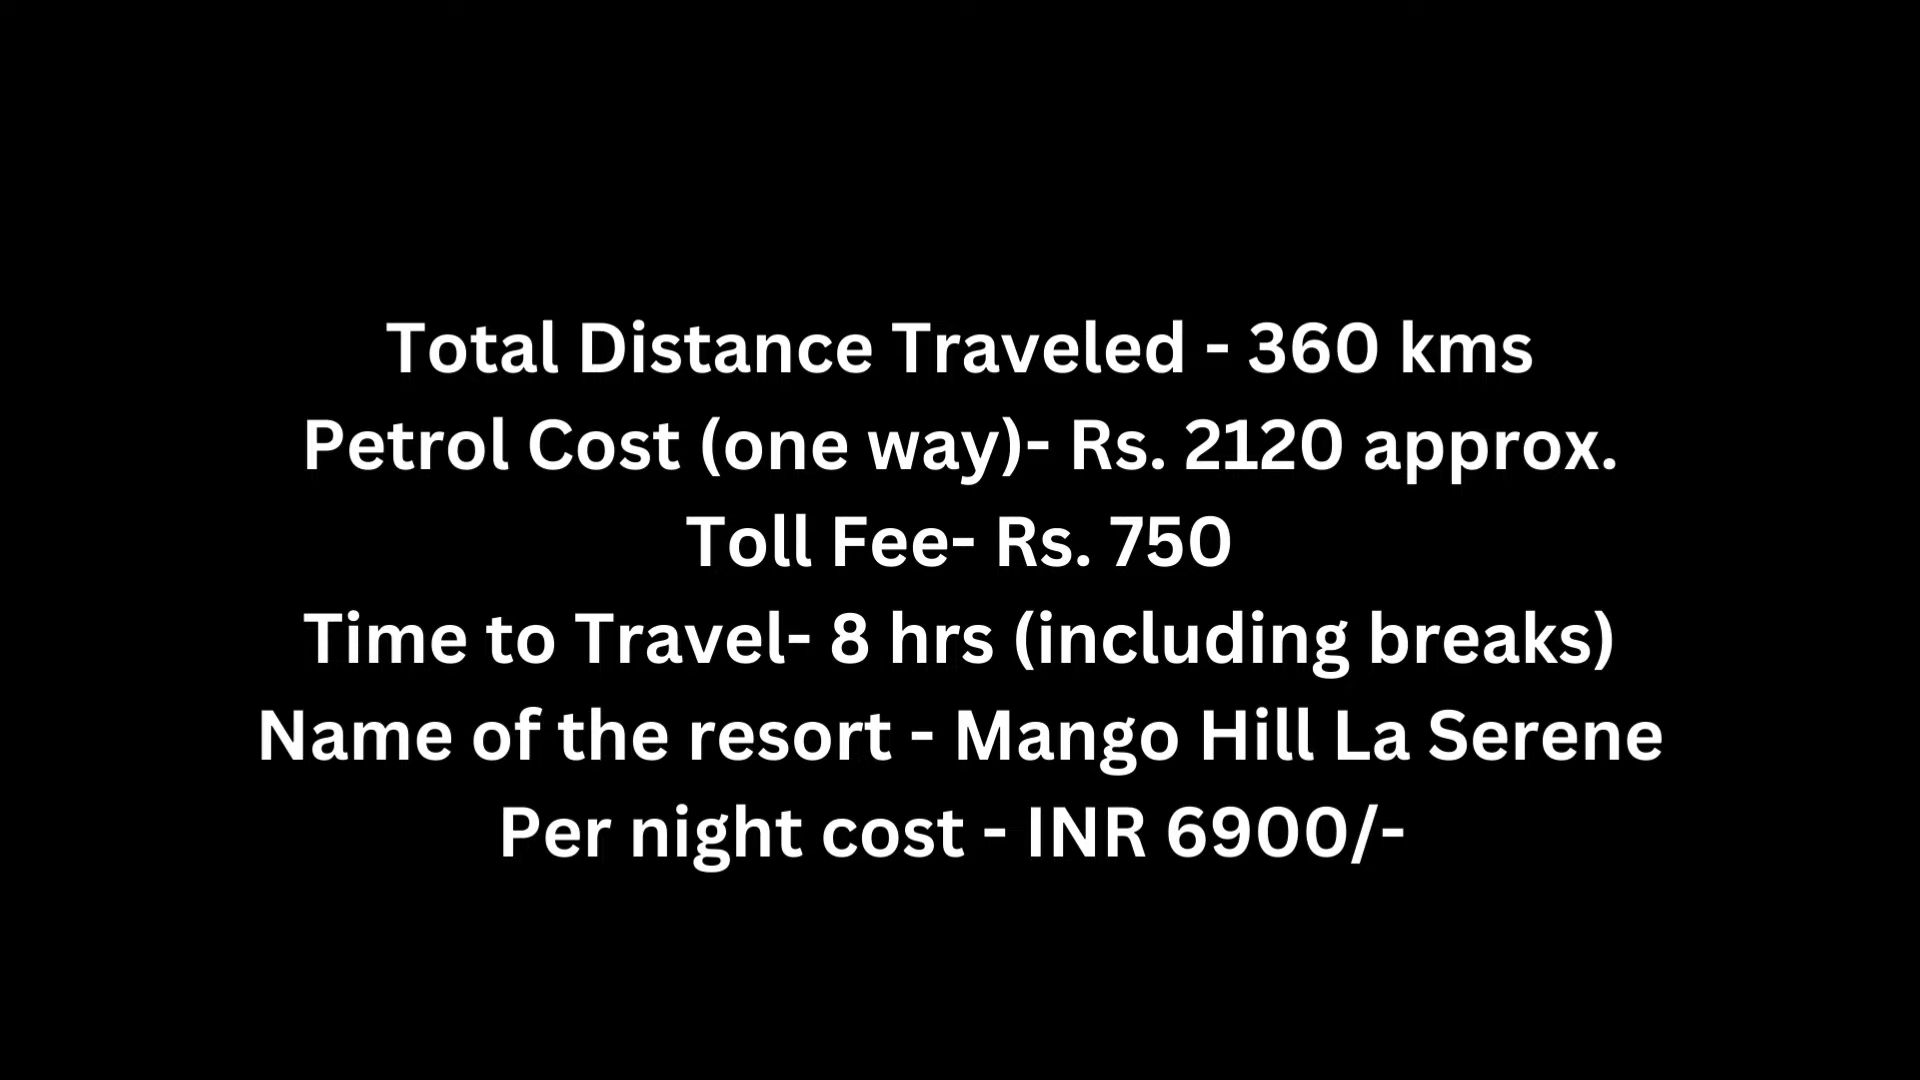 Total Distance Traveled - 360 kms
Petrol Cost (one way)- Rs. 2120 approx.
Toll Fee- Rs. 750
Time to Travel- 8 hrs (including breaks)
Name of the resort - Mango Hill La Serene
Per night cost - INR 6900/-